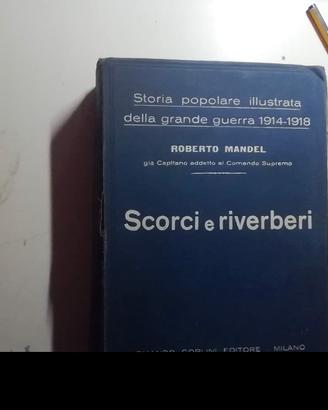 Storia popolare illustrata
della grande guerra 1914-1918
ROBERTO MANDEL
già Capitano addetto al Comando Supremo
Scorci e riverberi
GORLINI EDITORE MILANO